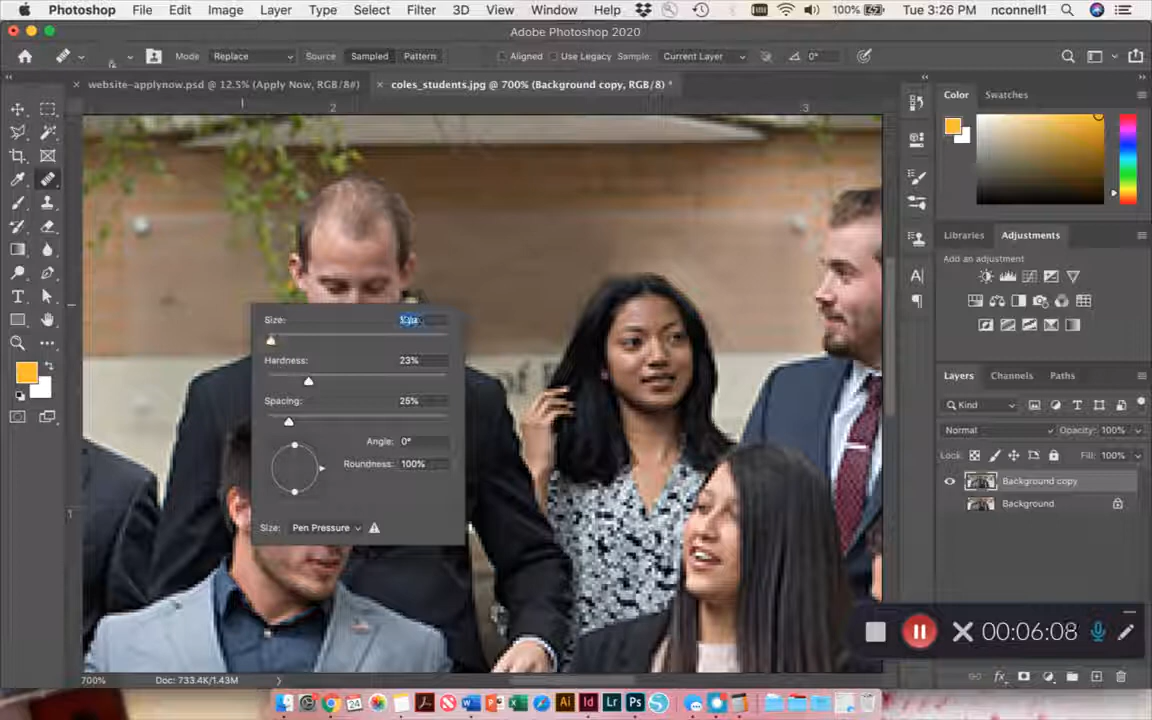 Photoshop File Edit Image Layer Type Select Filter 3D View Window Help 100% Tue 3:26 PM nconnell1
Adobe Photoshop 2020
Mode Replace Source Sampled Pattern Aligned Use Legacy Sample: Current Layer 0°
× website-applynow.psd @ 12.5% (Apply Now, RGB/8#) × coles_students.jpg @ 700% (Background copy, RGB/8) *
2 3
Color Swatches
Libraries Adjustments
Add an adjustment
Size:
Hardness: 23%
Spacing: 25%
Angle: 0°
Roundness: 100%
Size: Pen Pressure
1
Layers Channels Paths
Kind
Normal Opacity: 100%
Lock: Fill: 100%
Background copy
Background
00:06:08
700% Doc: 733.4K/1.43M